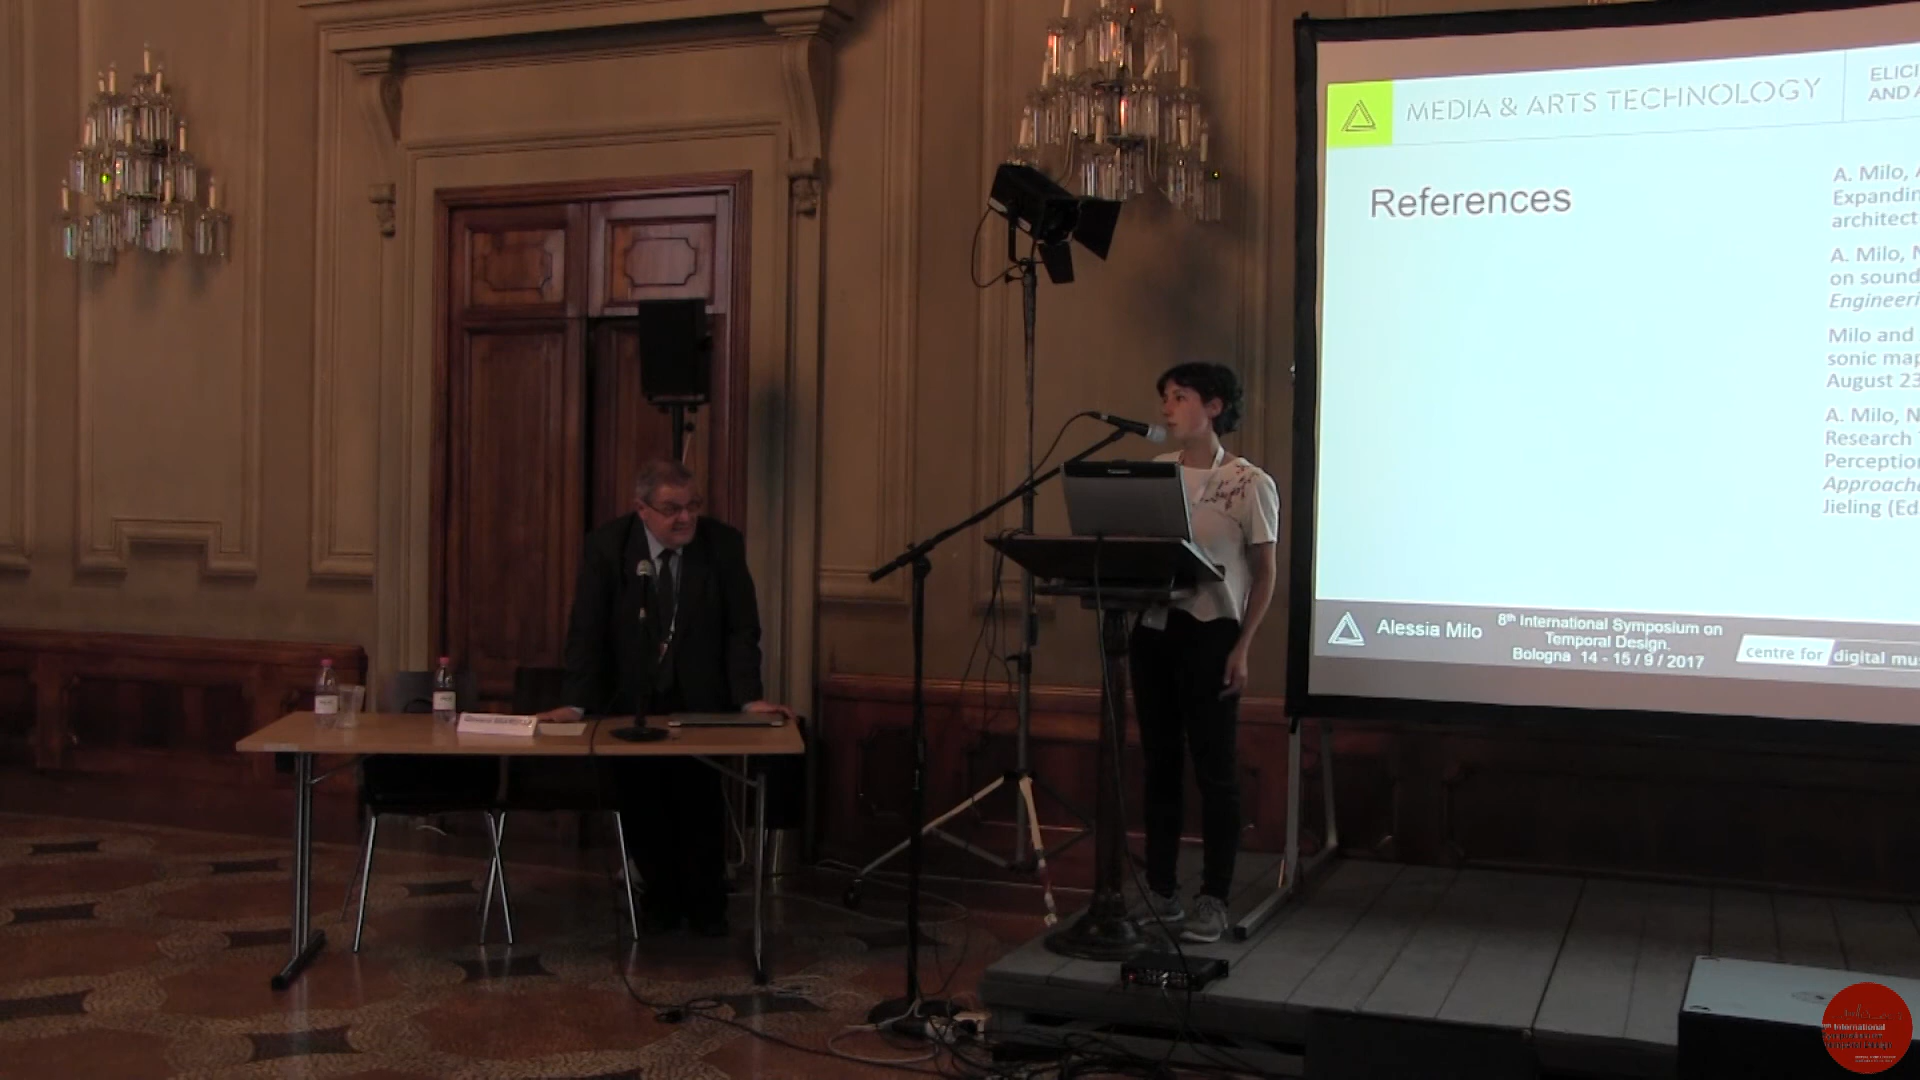 MEDIA & ARTS TECHNOLOGY
ELICI
AND A
References
A. Milo, A
Expandin
architect
A. Milo, N
on sound
Engineeri
Milo and
sonic map
August 23
A. Milo, N
Research
Perception
Approache
Jieling (Ed
Alessia Milo
8th International Symposium on
Temporal Design.
Bologna 14 - 15 / 9 / 2017
centre for digital mus
International